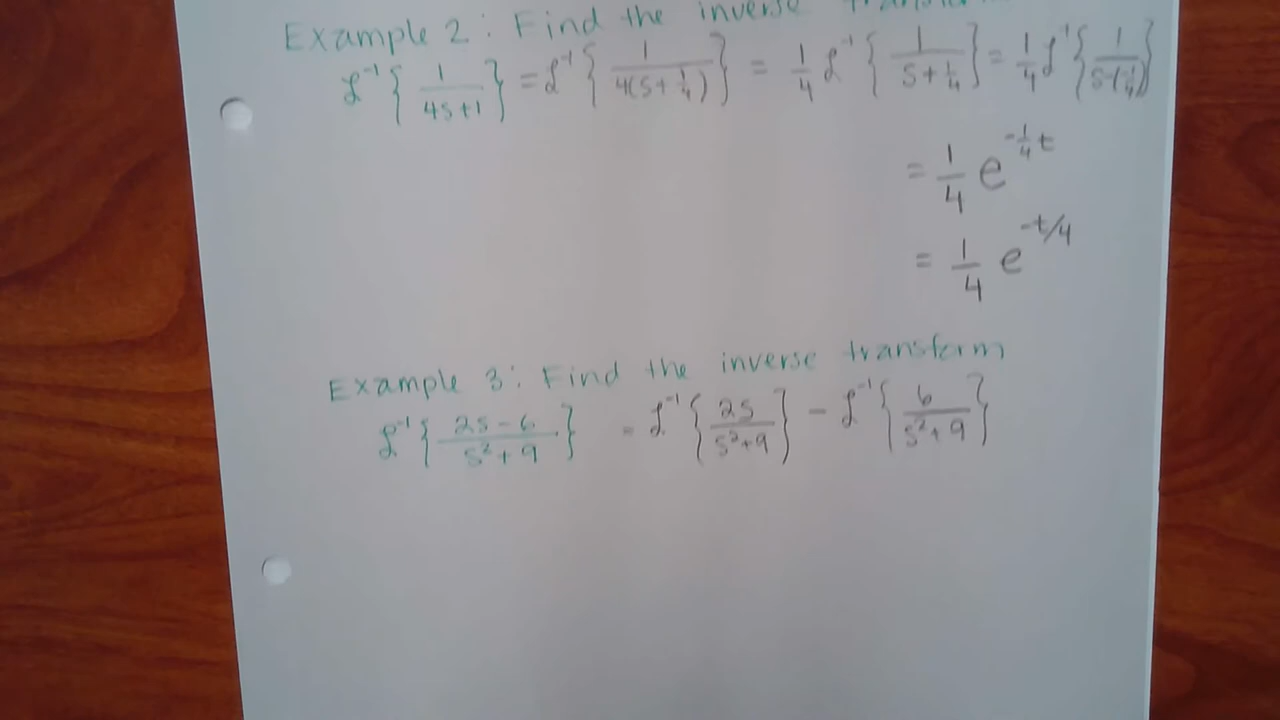 Example 2: Find the inverse transform
ℒ⁻¹{1/(4s+1)} = ℒ⁻¹{1/(4(s+1/4))} = 1/4 ℒ⁻¹{1/(s+1/4)} = 1/4 ℒ⁻¹{1/(s-(-1/4))}
= 1/4 e^(-1/4 t)
= 1/4 e^(-t/4)
Example 3: Find the inverse transform
ℒ⁻¹{(2s-6)/(s²+9)} = ℒ⁻¹{2s/(s²+9)} - ℒ⁻¹{6/(s²+9)}